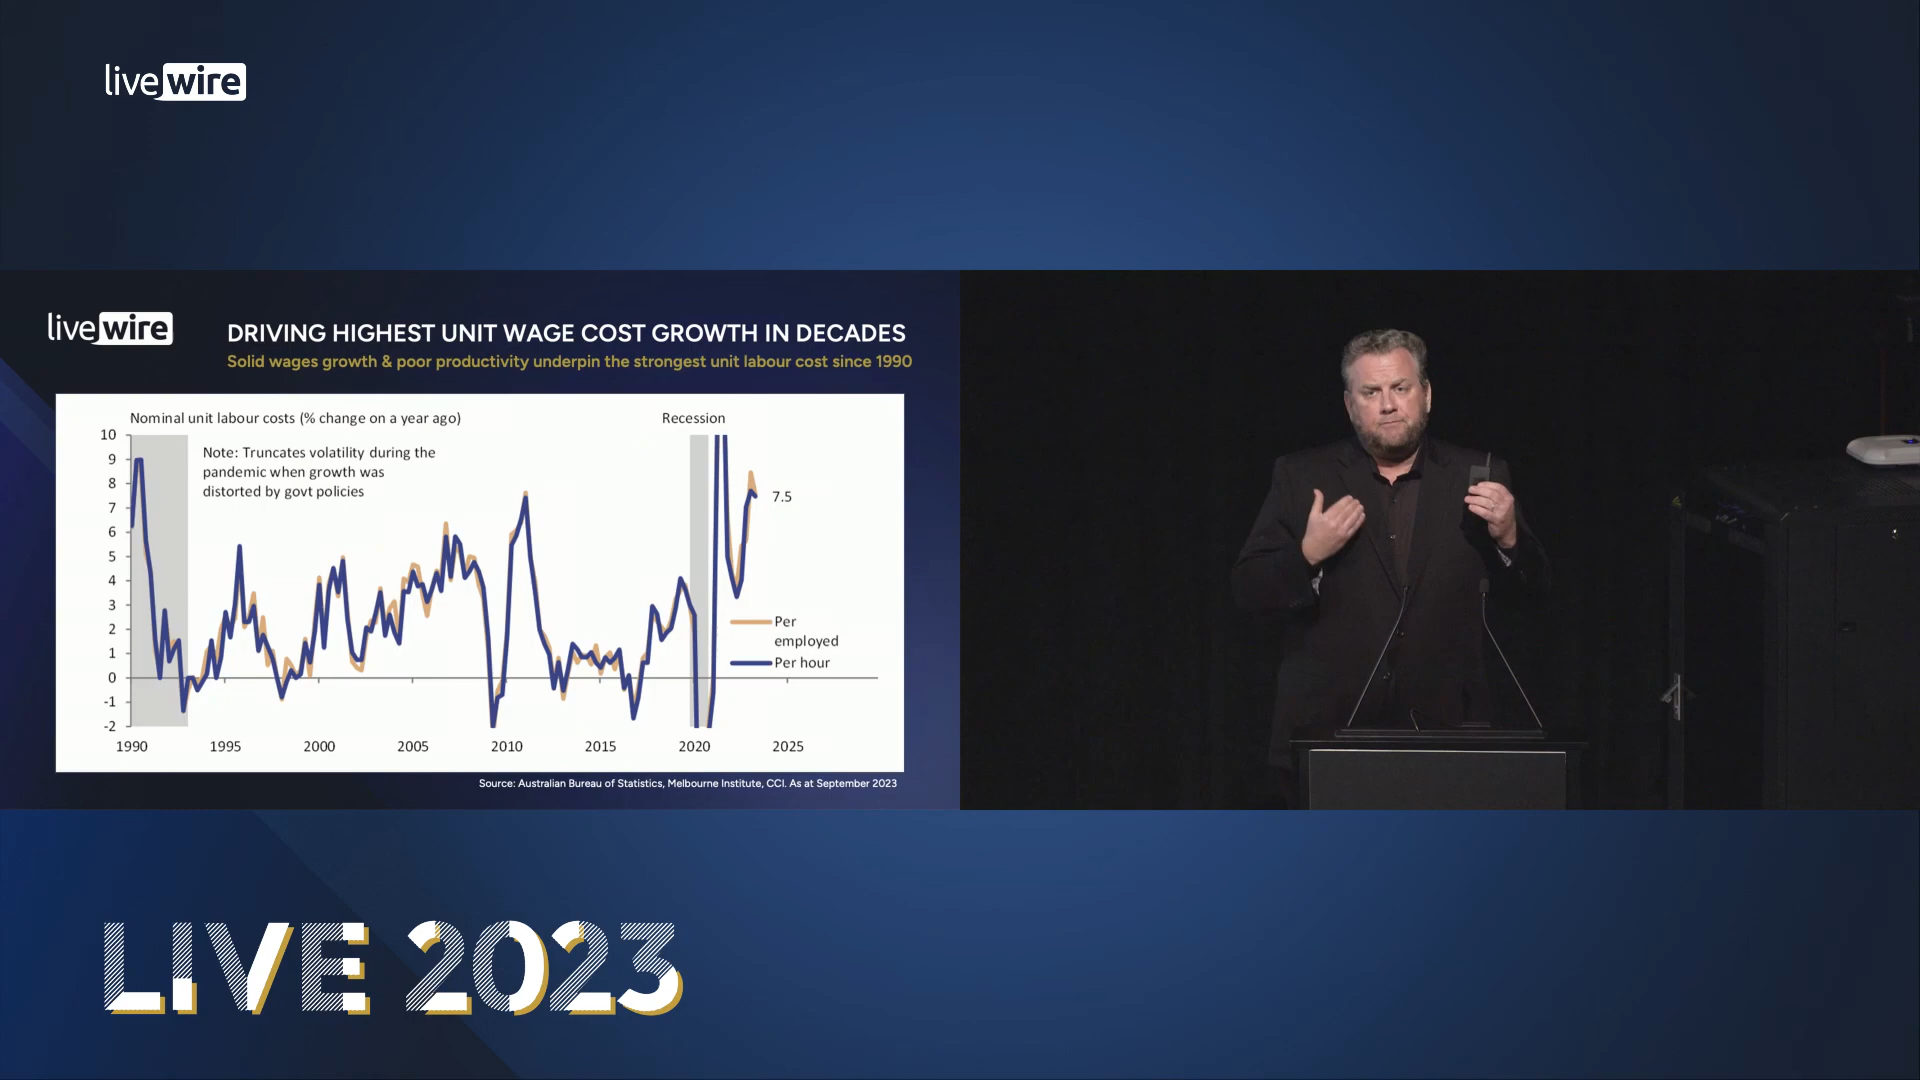 livewire
livewire
DRIVING HIGHEST UNIT WAGE COST GROWTH IN DECADES
Solid wages growth & poor productivity underpin the strongest unit labour cost since 1990
Nominal unit labour costs (% change on a year ago)
Recession
Note: Truncates volatility during the
pandemic when growth was
distorted by govt policies
10
9
8
7
6
5
4
3
2
1
0
-1
-2
7.5
Per
employed
Per hour
1990 1995 2000 2005 2010 2015 2020 2025
Source: Australian Bureau of Statistics, Melbourne Institute, CCI. As at September 2023
LIVE 2023